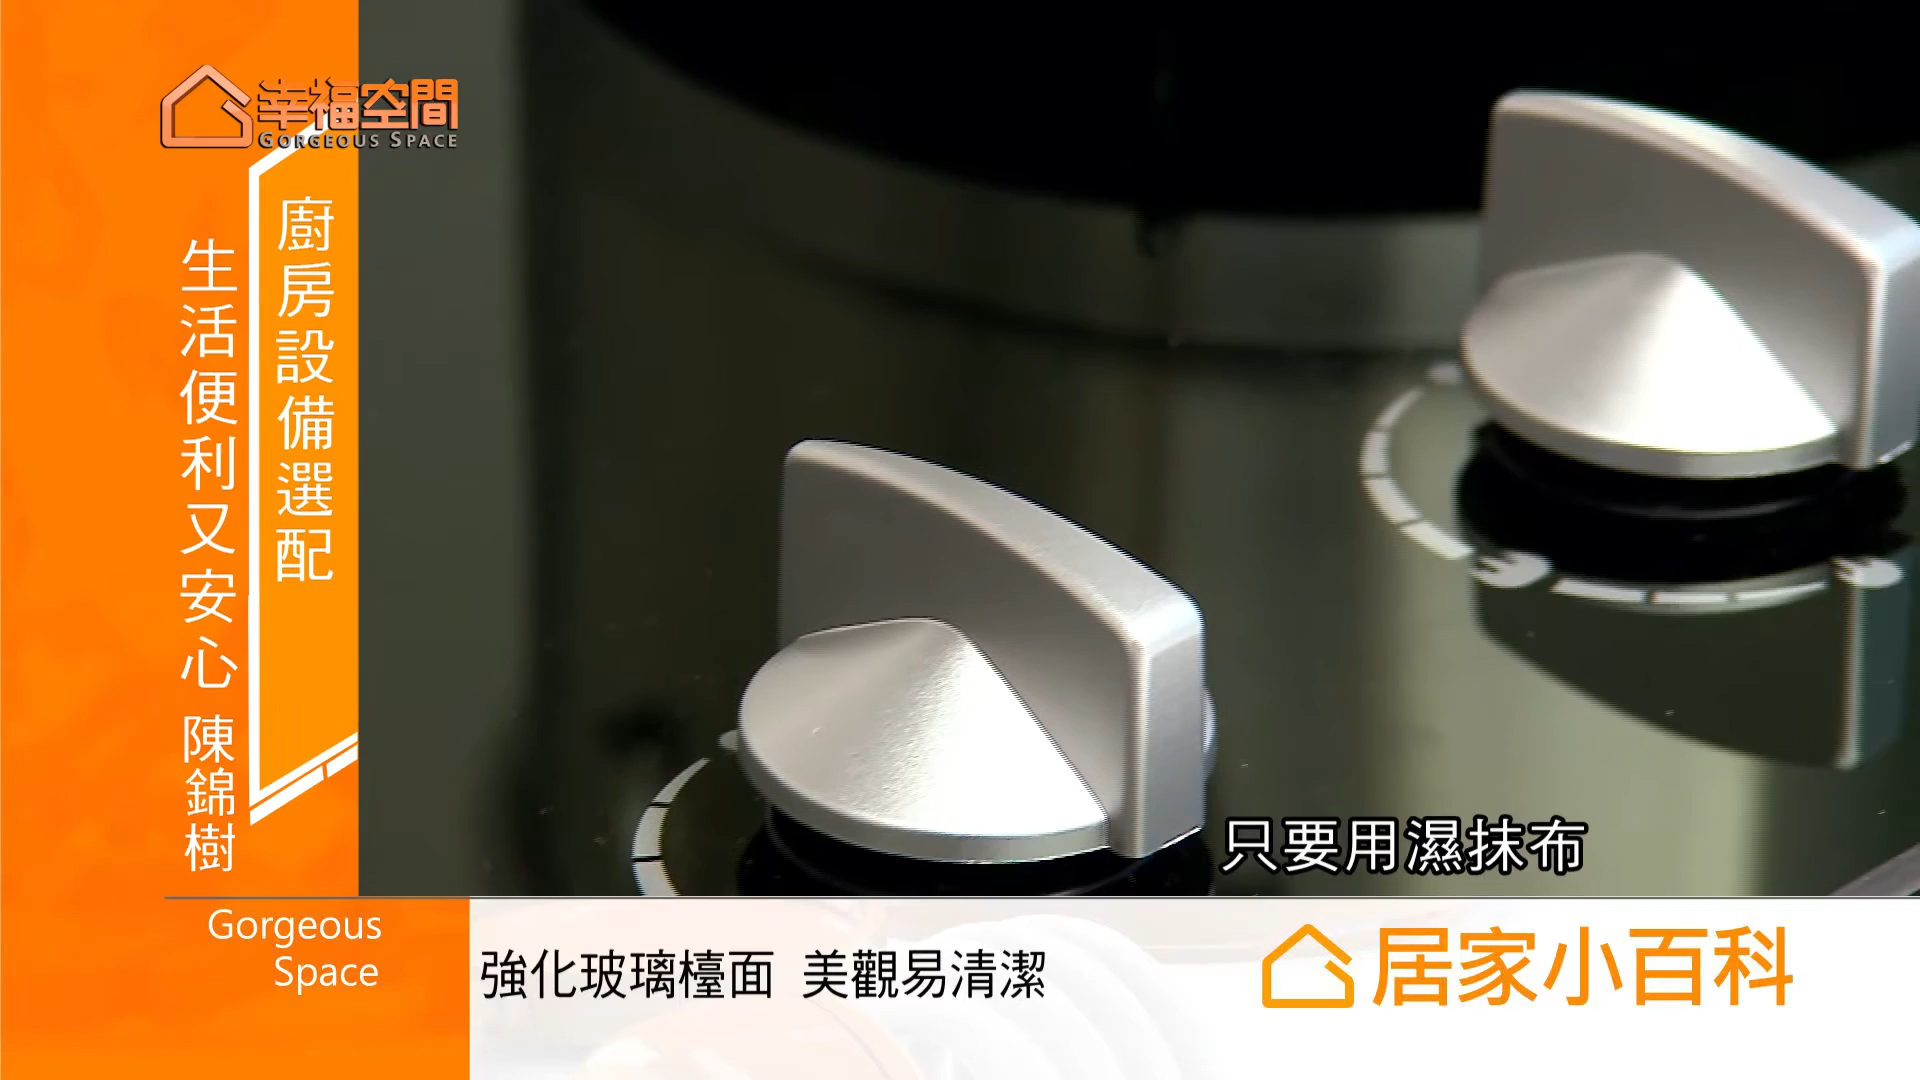 幸福空間
GORGEOUS SPACE
廚房設備選配
生活便利又安心 陳錦樹
只要用濕抹布
Gorgeous
Space
強化玻璃檯面 美觀易清潔
居家小百科